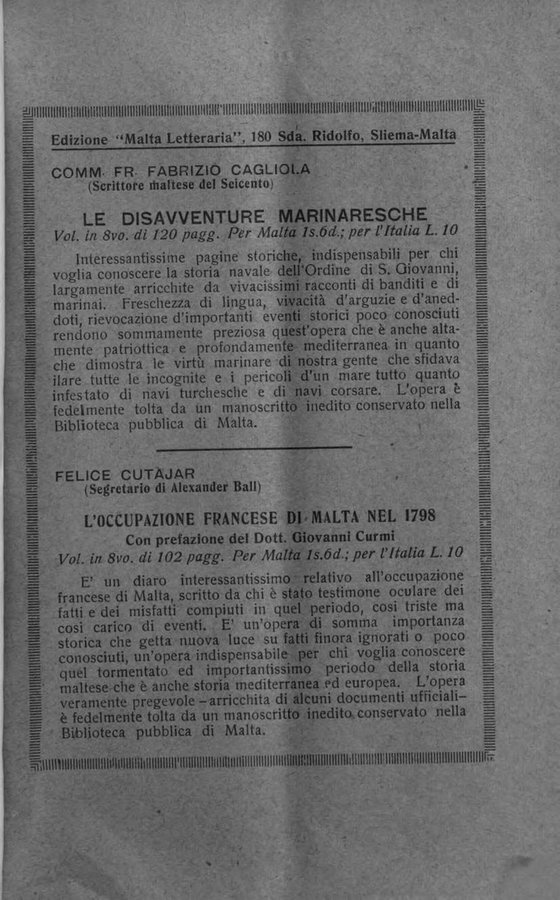 Edizione "Malta Letteraria", 180 Sda. Ridolfo, Sliema-Malta
COMM. FR. FABRIZIO CAGLIOLA
(Scrittore maltese del Seicento)
LE DISAVVENTURE MARINARESCHE
Vol. in 8vo. di 120 pagg. Per Malta 1s.6d.; per l'Italia L. 10
Interessantissime pagine storiche, indispensabili per chi
voglia conoscere la storia navale dell'Ordine di S. Giovanni,
largamente arricchite da vivacissimi racconti di banditi e di
marinai. Freschezza di lingua, vivacità d'arguzie e d'aned-
doti, rievocazione d'importanti eventi storici poco conosciuti
rendono sommamente preziosa quest'opera che è anche alta-
mente patriottica e profondamente mediterranea in quanto
che dimostra le virtù marinare di nostra gente che sfidava
ilare tutte le incognite e i pericoli d'un mare tutto quanto
infestato di navi turchesche e di navi corsare. L'opera è
fedelmente tolta da un manoscritto inedito conservato nella
Biblioteca pubblica di Malta.
FELICE CUTAJAR
(Segretario di Alexander Ball)
L'OCCUPAZIONE FRANCESE DI MALTA NEL 1798
Con prefazione del Dott. Giovanni Curmi
Vol. in 8vo. di 102 pagg. Per Malta 1s.6d.; per l'Italia L. 10
E' un diaro interessantissimo relativo all'occupazione
francese di Malta, scritto da chi è stato testimone oculare dei
fatti e dei misfatti compiuti in quel periodo, cosi triste ma
cosi carico di eventi. E' un'opera di somma importanza
storica che getta nuova luce su fatti finora ignorati o poco
conosciuti, un'opera indispensabile per chi voglia conoscere
quel tormentato ed importantissimo periodo della storia
maltese che è anche storia mediterranea ed europea. L'opera
veramente pregevole – arricchita di alcuni documenti ufficiali–
è fedelmente tolta da un manoscritto inedito conservato nella
Biblioteca pubblica di Malta.